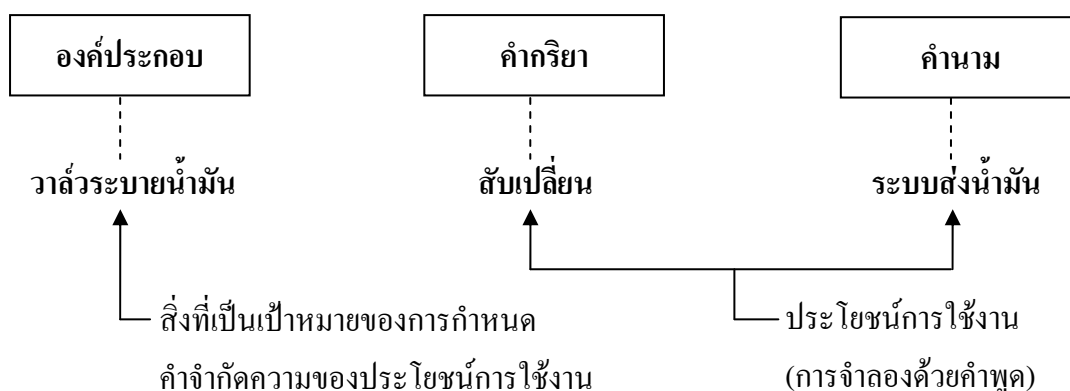 องค์ประกอบ คำกริยา คำนาม
วาล์วระบายน้ำมัน สับเปลี่ยน ระบบส่งน้ำมัน
สิ่งที่เป็นเป้าหมายของการกำหนด
คำจำกัดความของประโยชน์การใช้งาน
ประโยชน์การใช้งาน
(การจำลองด้วยคำพูด)